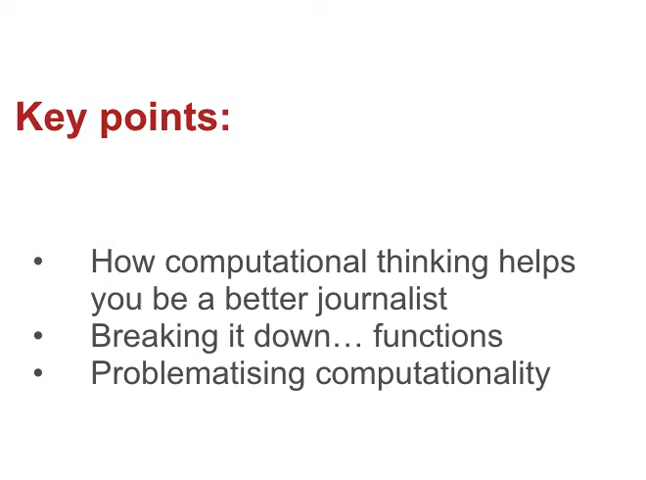 Key points:
• How computational thinking helps
you be a better journalist
• Breaking it down… functions
• Problematising computationality